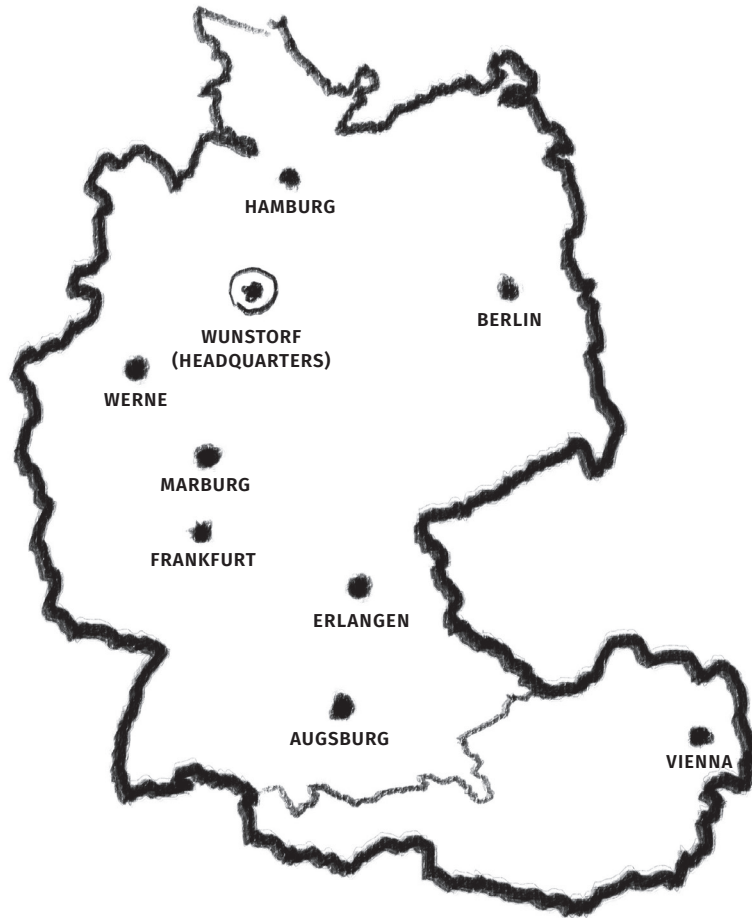 HAMBURG
BERLIN
WUNSTORF
(HEADQUARTERS)
WERNE
MARBURG
FRANKFURT
ERLANGEN
AUGSBURG
VIENNA